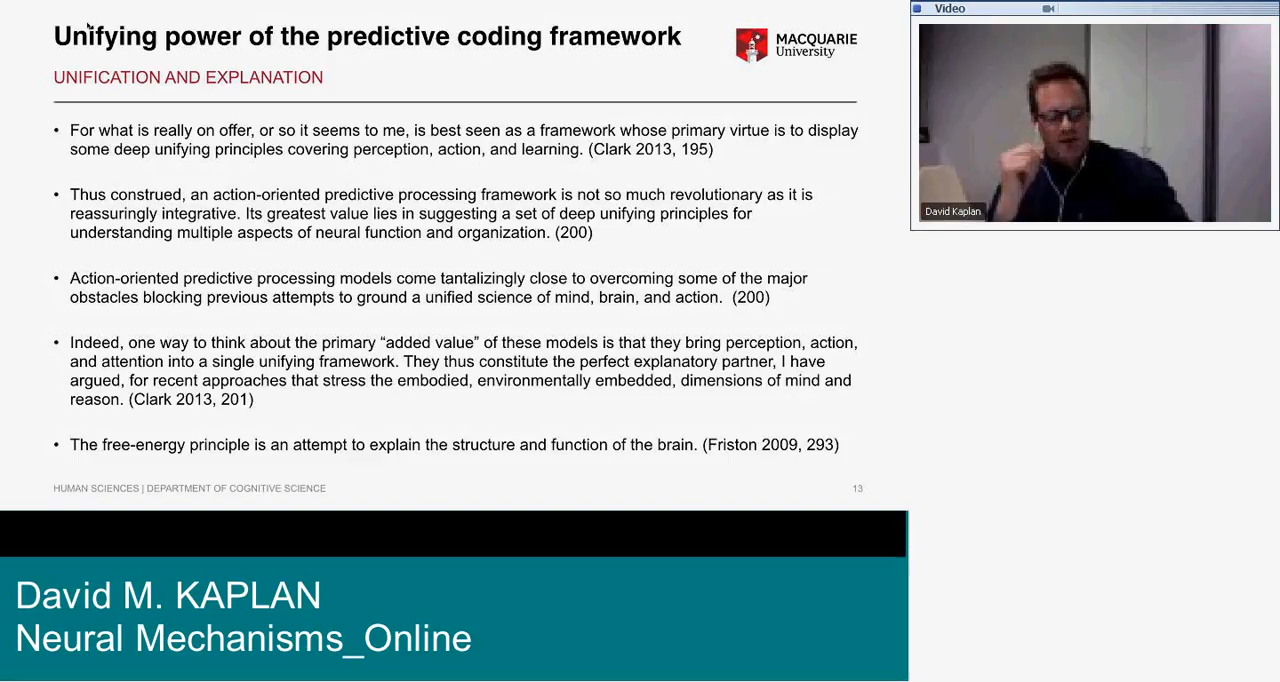 Unifying power of the predictive coding framework
MACQUARIE
University
UNIFICATION AND EXPLANATION
• For what is really on offer, or so it seems to me, is best seen as a framework whose primary virtue is to display
some deep unifying principles covering perception, action, and learning. (Clark 2013, 195)
• Thus construed, an action-oriented predictive processing framework is not so much revolutionary as it is
reassuringly integrative. Its greatest value lies in suggesting a set of deep unifying principles for
understanding multiple aspects of neural function and organization. (200)
• Action-oriented predictive processing models come tantalizingly close to overcoming some of the major
obstacles blocking previous attempts to ground a unified science of mind, brain, and action. (200)
• Indeed, one way to think about the primary “added value” of these models is that they bring perception, action,
and attention into a single unifying framework. They thus constitute the perfect explanatory partner, I have
argued, for recent approaches that stress the embodied, environmentally embedded, dimensions of mind and
reason. (Clark 2013, 201)
• The free-energy principle is an attempt to explain the structure and function of the brain. (Friston 2009, 293)
HUMAN SCIENCES | DEPARTMENT OF COGNITIVE SCIENCE
13
Video
David Kaplan
David M. KAPLAN
Neural Mechanisms_Online